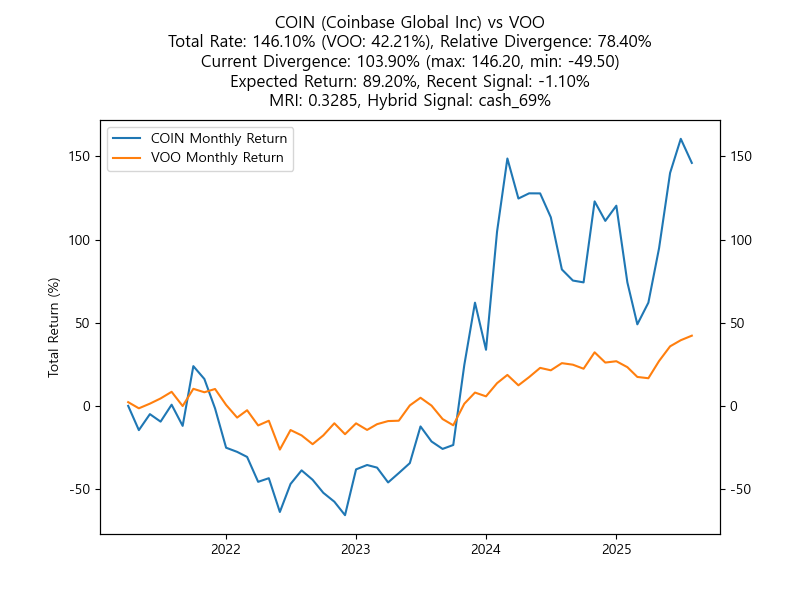 COIN (Coinbase Global Inc) vs VOO
Total Rate: 146.10% (VOO: 42.21%), Relative Divergence: 78.40%
Current Divergence: 103.90% (max: 146.20, min: -49.50)
Expected Return: 89.20%, Recent Signal: -1.10%
MRI: 0.3285, Hybrid Signal: cash_69%
COIN Monthly Return
VOO Monthly Return
Total Return (%)
150
100
50
0
-50
150
100
50
0
-50
2022
2023
2024
2025